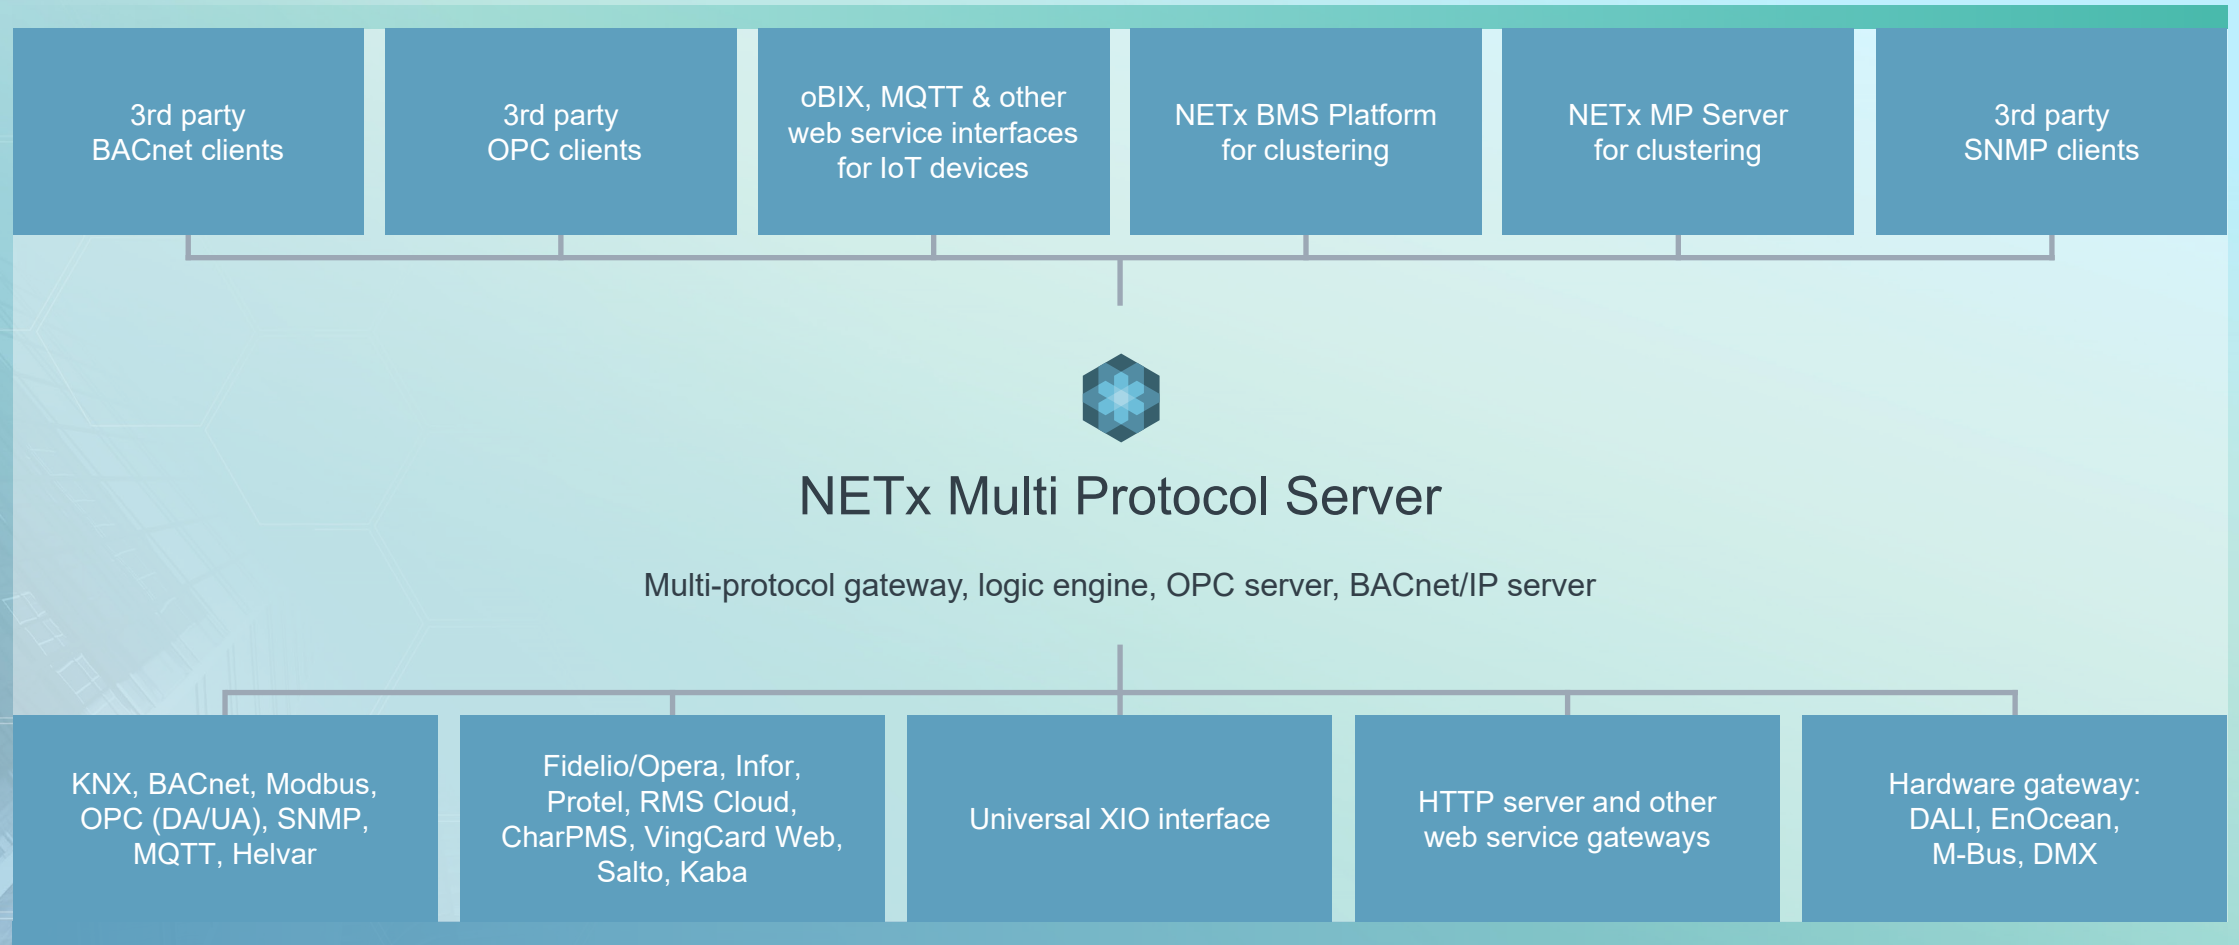 3rd party
BACnet clients
3rd party
OPC clients
oBIX, MQTT & other
web service interfaces
for IoT devices
NETx BMS Platform
for clustering
NETx MP Server
for clustering
3rd party
SNMP clients
NETx Multi Protocol Server
Multi-protocol gateway, logic engine, OPC server, BACnet/IP server
KNX, BACnet, Modbus,
OPC (DA/UA), SNMP,
MQTT, Helvar
Fidelio/Opera, Infor,
Protel, RMS Cloud,
CharPMS, VingCard Web,
Salto, Kaba
Universal XIO interface
HTTP server and other
web service gateways
Hardware gateway:
DALI, EnOcean,
M-Bus, DMX